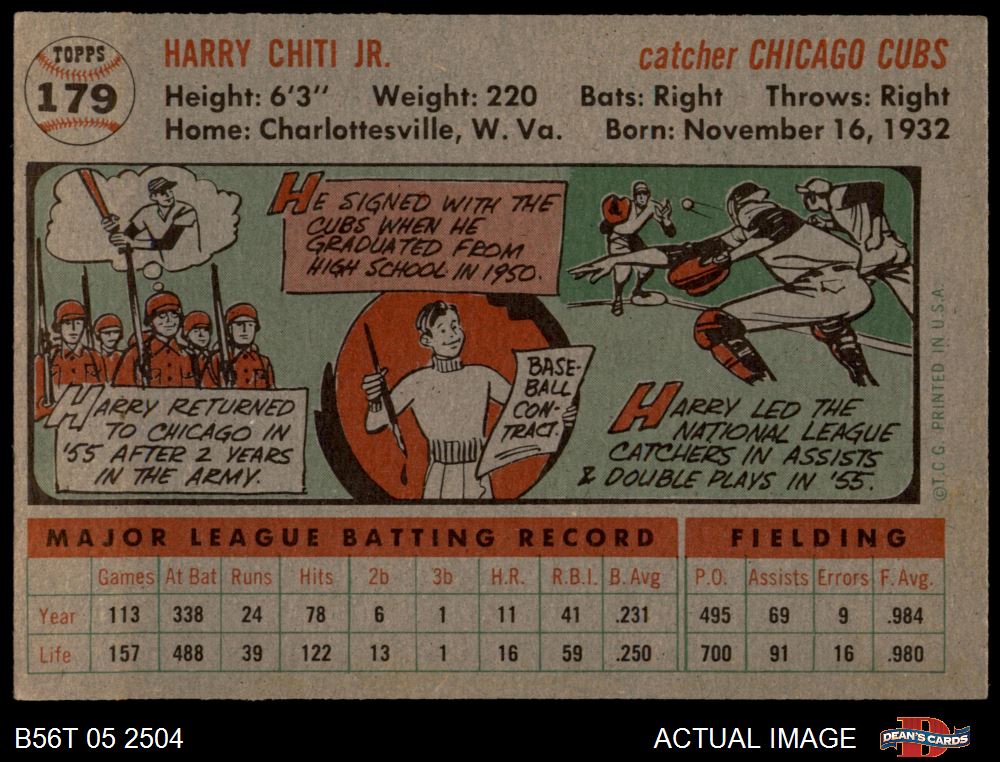 TOPPS
179
HARRY CHITI JR.
catcher CHICAGO CUBS
Height: 6'3" Weight: 220 Bats: Right Throws: Right
Home: Charlottesville, W. Va. Born: November 16, 1932
HE SIGNED WITH THE
CUBS WHEN HE
GRADUATED FROM
HIGH SCHOOL IN 1950.
HARRY RETURNED
TO CHICAGO IN
'55 AFTER 2 YEARS
IN THE ARMY.
BASE-
BALL
CON-
TRACT.
HARRY LED THE
NATIONAL LEAGUE
CATCHERS IN ASSISTS
& DOUBLE PLAYS IN '55.
©T.C.G. PRINTED IN U.S.A.
MAJOR LEAGUE BATTING RECORD FIELDING
Games At Bat Runs Hits 2b 3b H.R. R.B.I. B. Avg P.O. Assists Errors F. Avg.
Year 113 338 24 78 6 1 11 41 .231 495 69 9 .984
Life 157 488 39 122 13 1 16 59 .250 700 91 16 .980
B56T 05 2504
ACTUAL IMAGE
D
DEAN'S CARDS